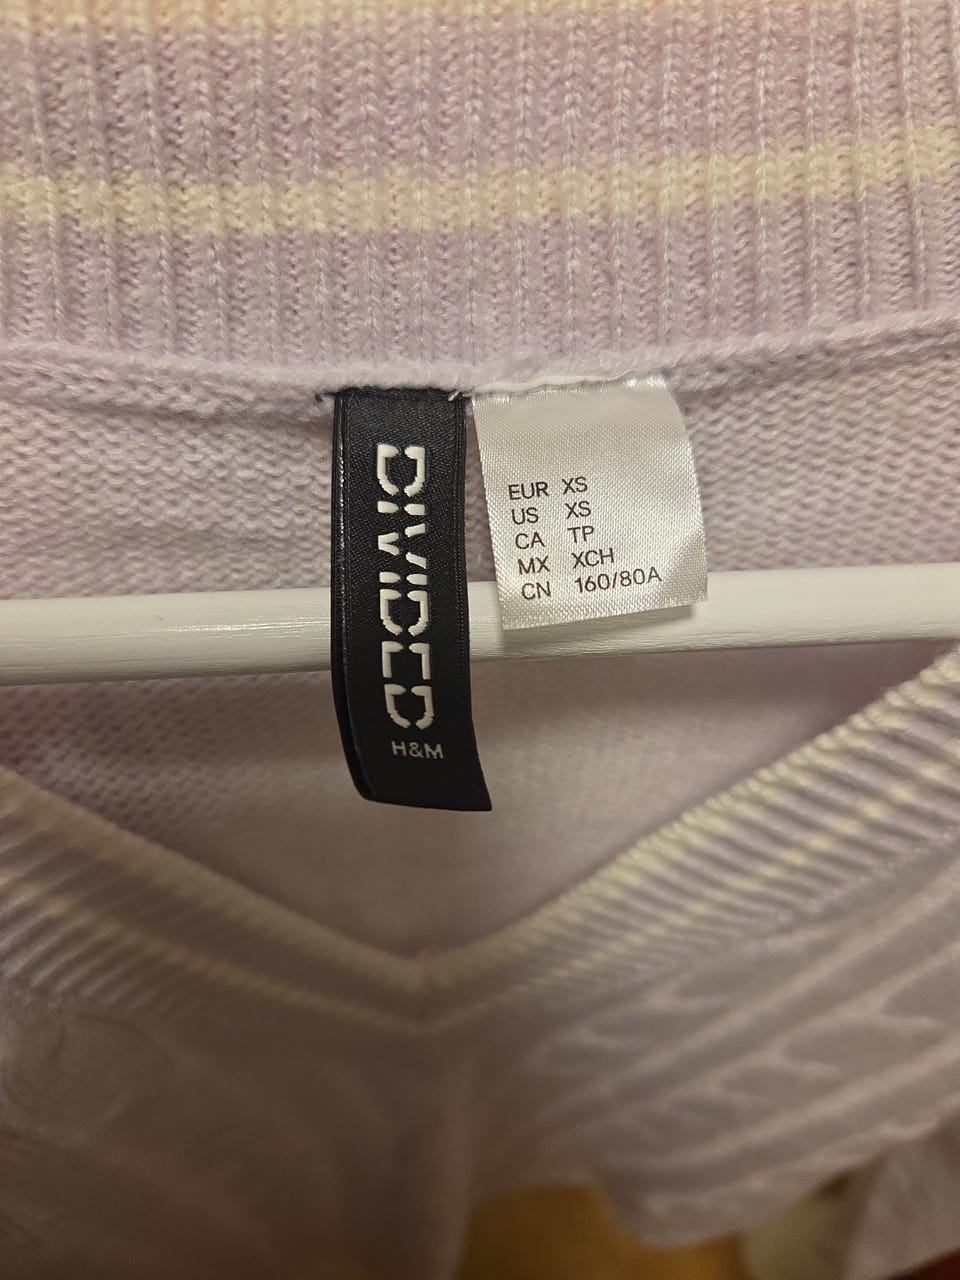 DIVIDED
H&M
EUR XS
US XS
CA TP
MX XCH
CN 160/80A